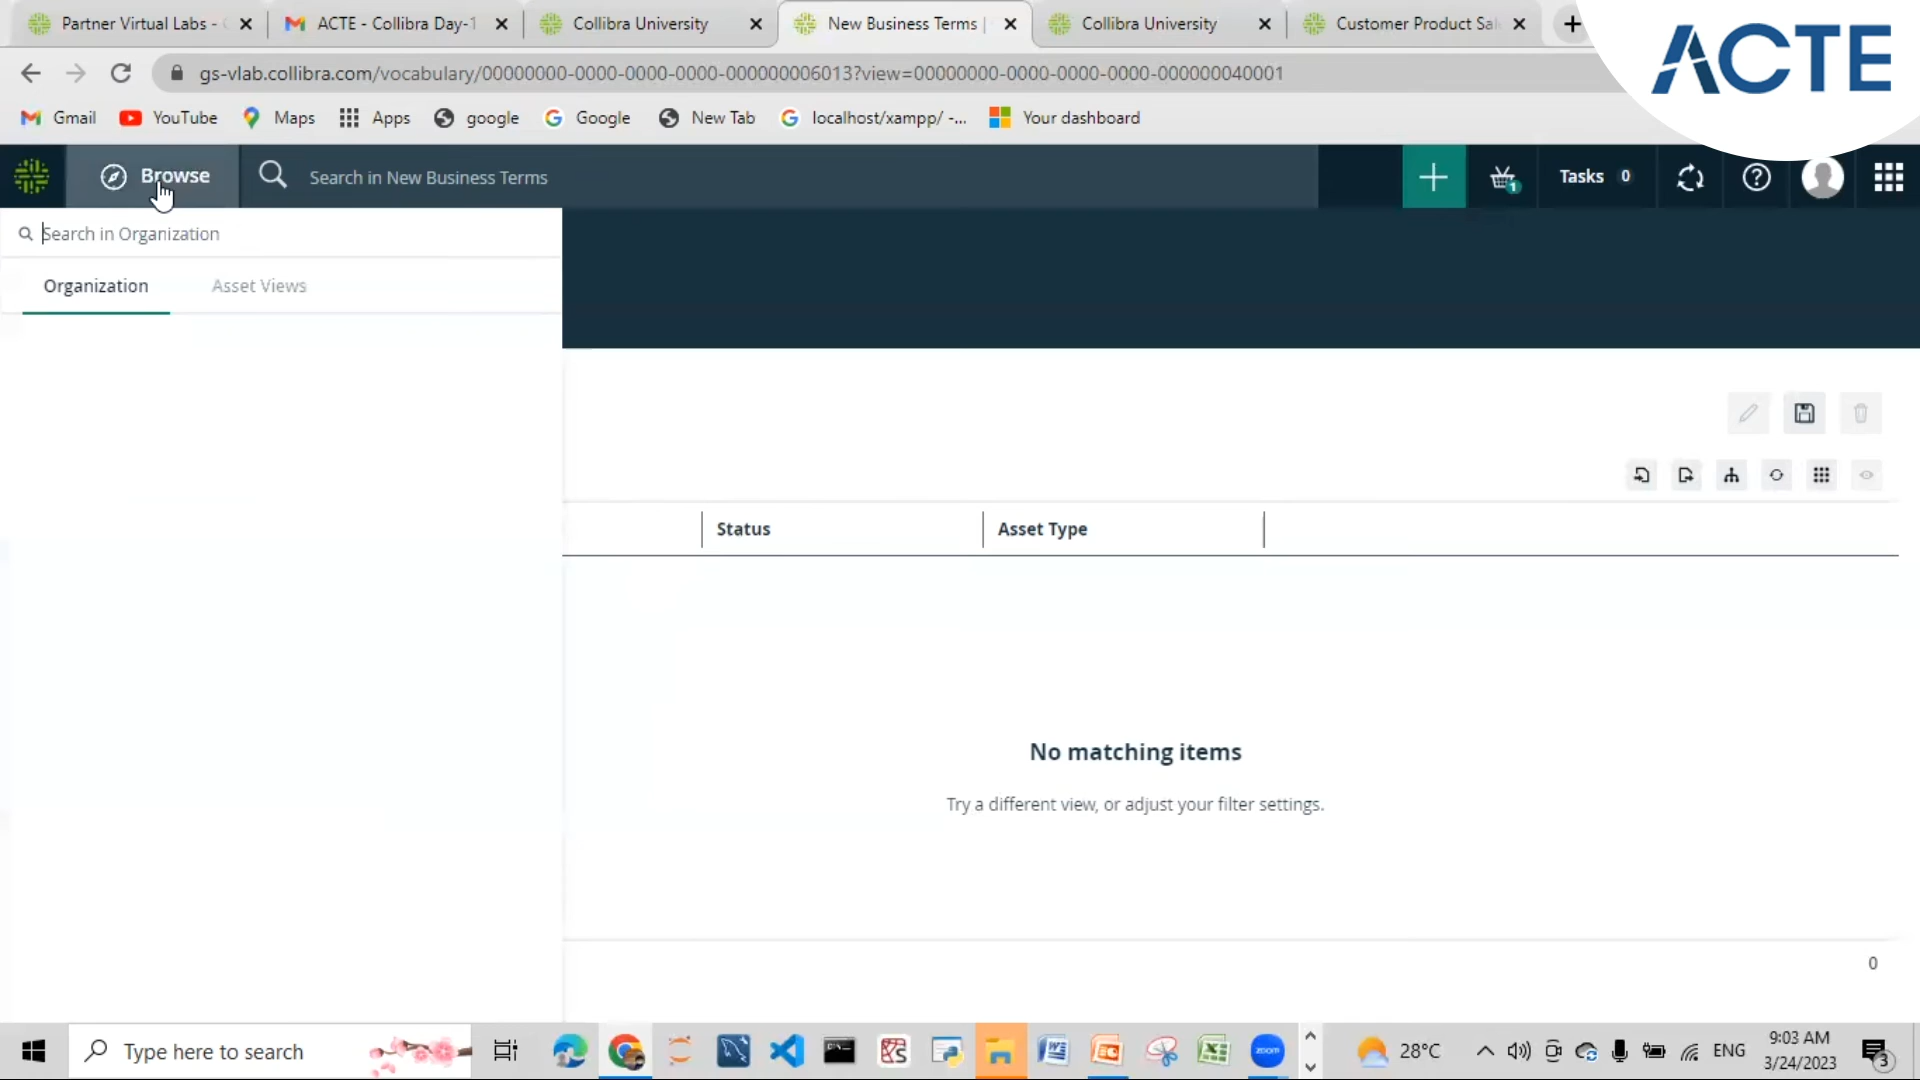 Partner Virtual Labs -
ACTE - Collibra Day-1
Collibra University
New Business Terms |
Collibra University
Customer Product Sal
ACTE
gs-vlab.collibra.com/vocabulary/00000000-0000-0000-0000-000000006013?view=00000000-0000-0000-0000-000000040001
Gmail YouTube Maps Apps google Google New Tab localhost/xampp/ -... Your dashboard
Browse Search in New Business Terms 1 Tasks 0
Search in Organization
Organization Asset Views
Status Asset Type
No matching items
Try a different view, or adjust your filter settings.
0
Type here to search zoom 28°C ENG 9:03 AM
3/24/2023 3